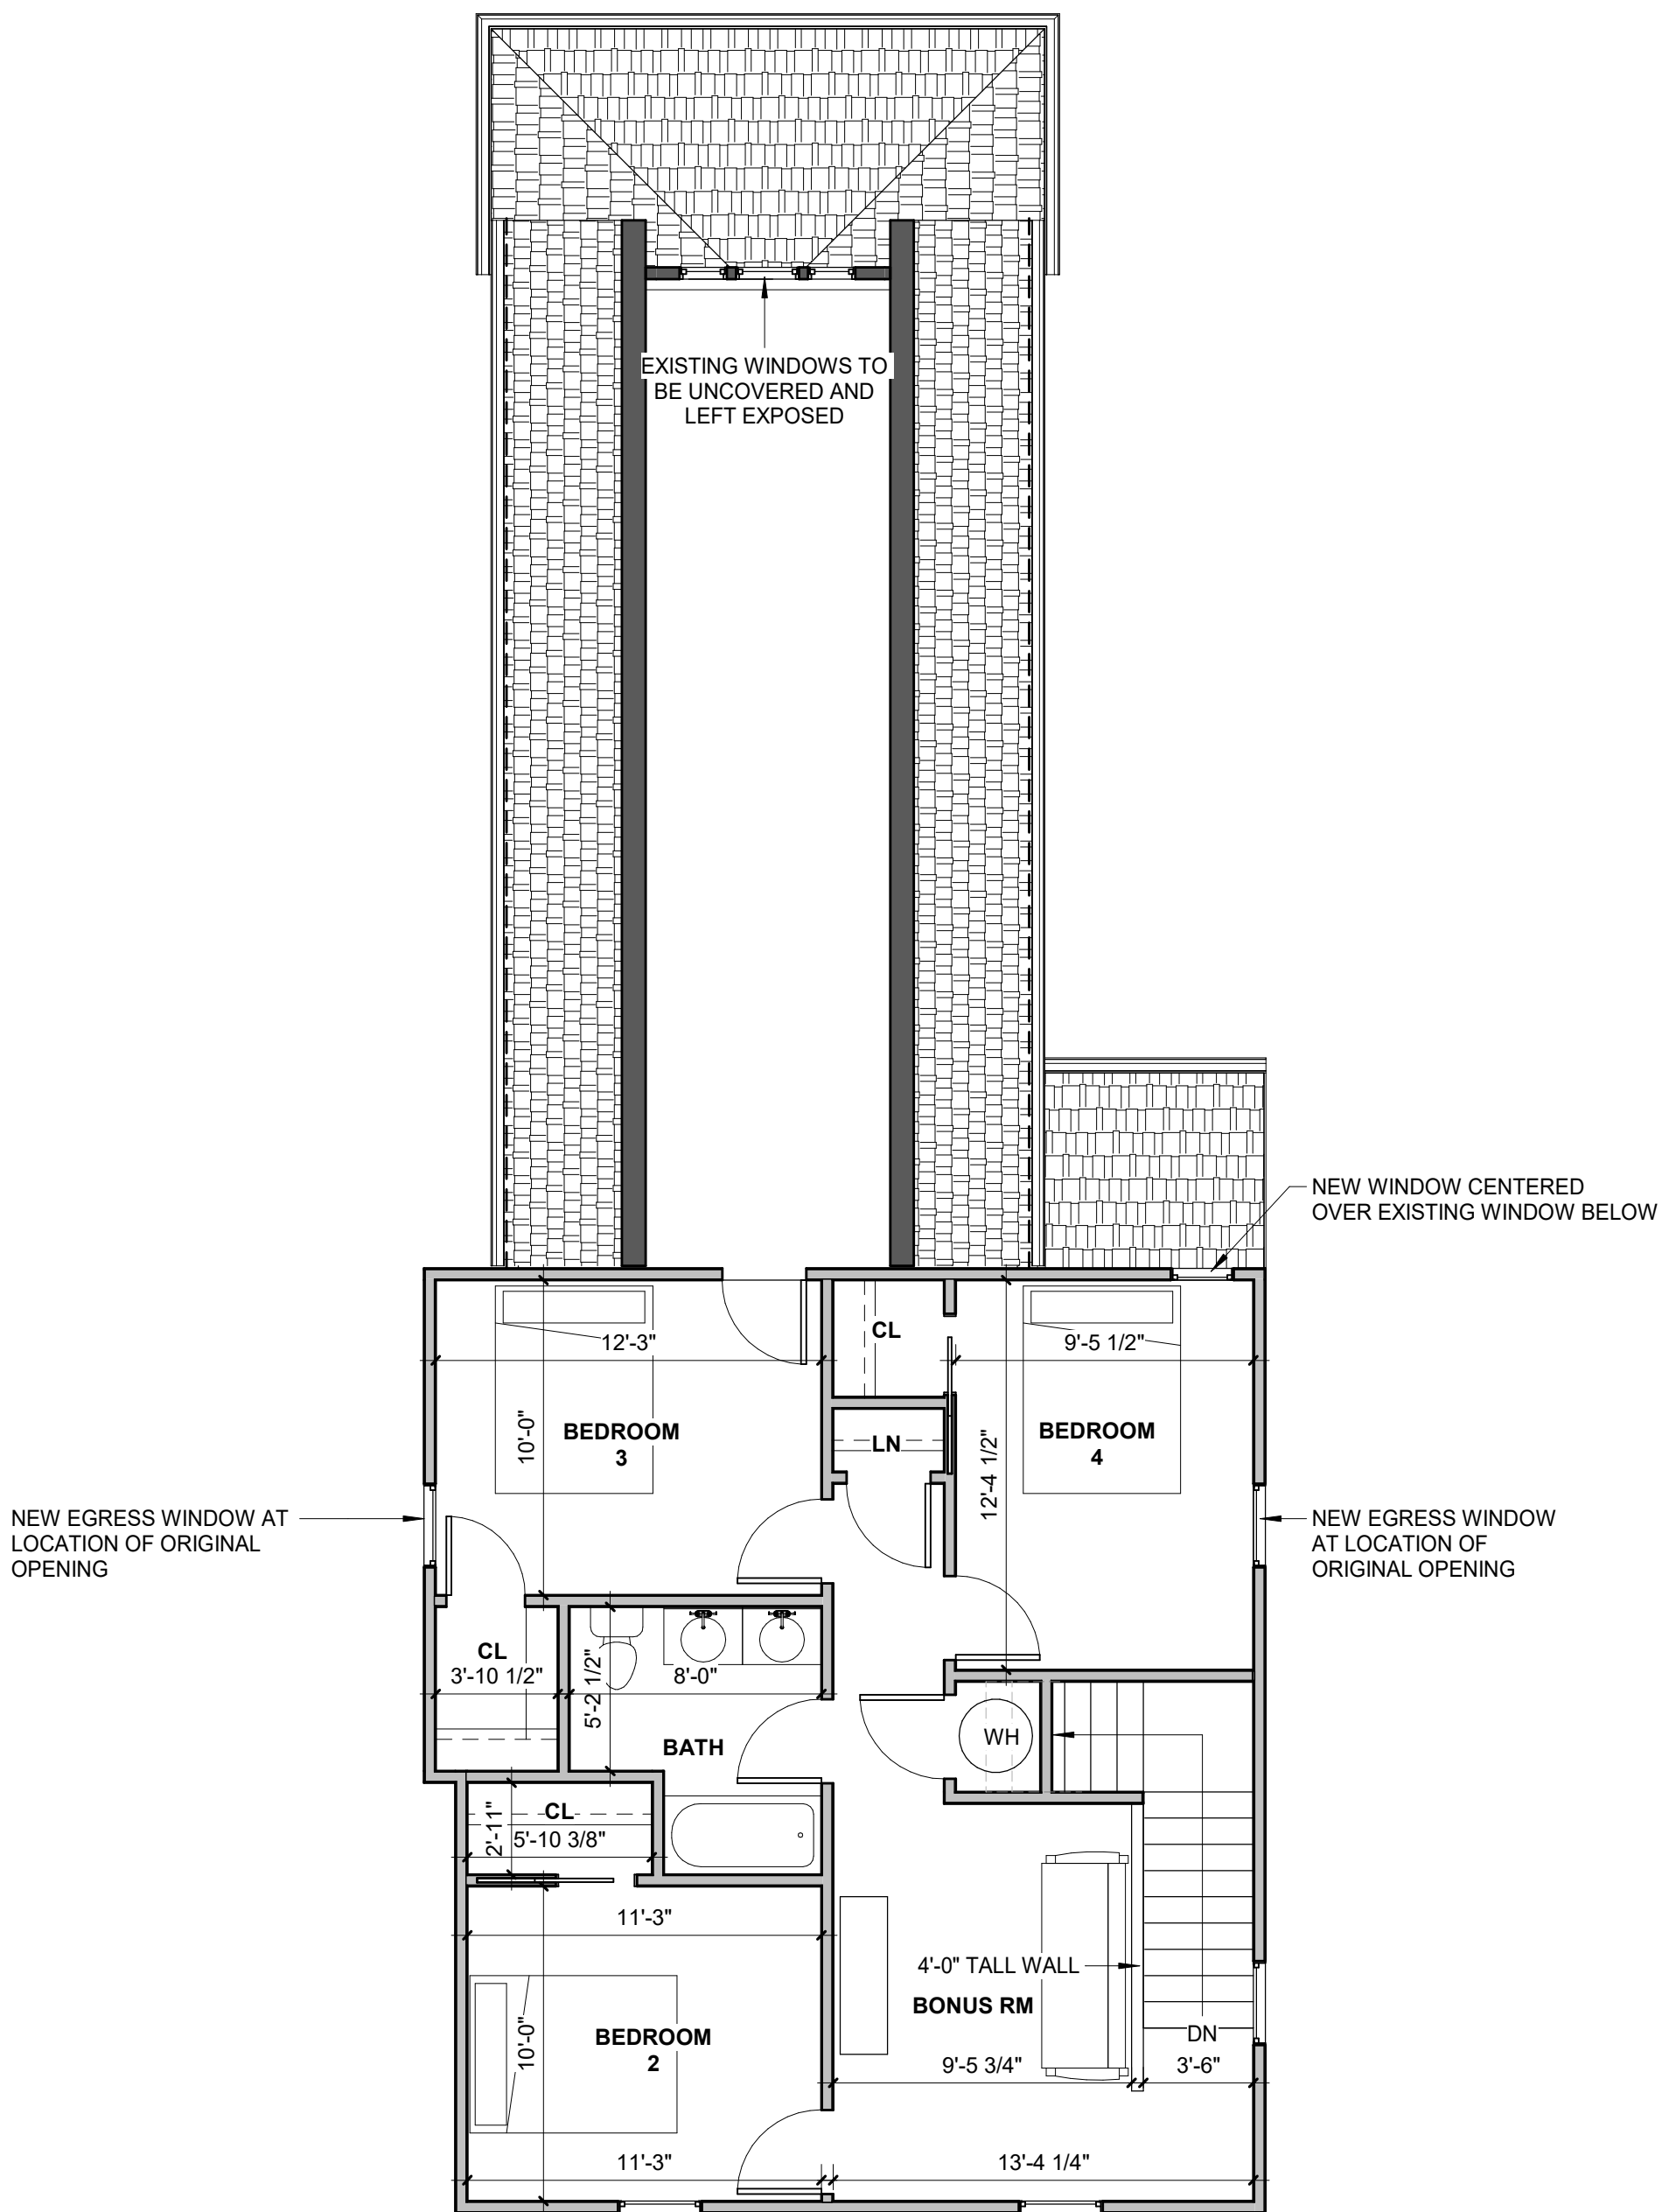 EXISTING WINDOWS TO
BE UNCOVERED AND
LEFT EXPOSED
NEW WINDOW CENTERED
OVER EXISTING WINDOW BELOW
CL
12'-3"
9'-5 1/2"
10'-0"
BEDROOM
3
LN
BEDROOM
4
12'-4 1/2"
NEW EGRESS WINDOW AT
LOCATION OF ORIGINAL
OPENING
NEW EGRESS WINDOW
AT LOCATION OF
ORIGINAL OPENING
CL
3'-10 1/2"
5'-2 1/2"
8'-0"
BATH
WH
2'-11"
CL
5'-10 3/8"
11'-3"
4'-0" TALL WALL
BONUS RM
BEDROOM
2
10'-0"
DN
9'-5 3/4"
3'-6"
11'-3"
13'-4 1/4"